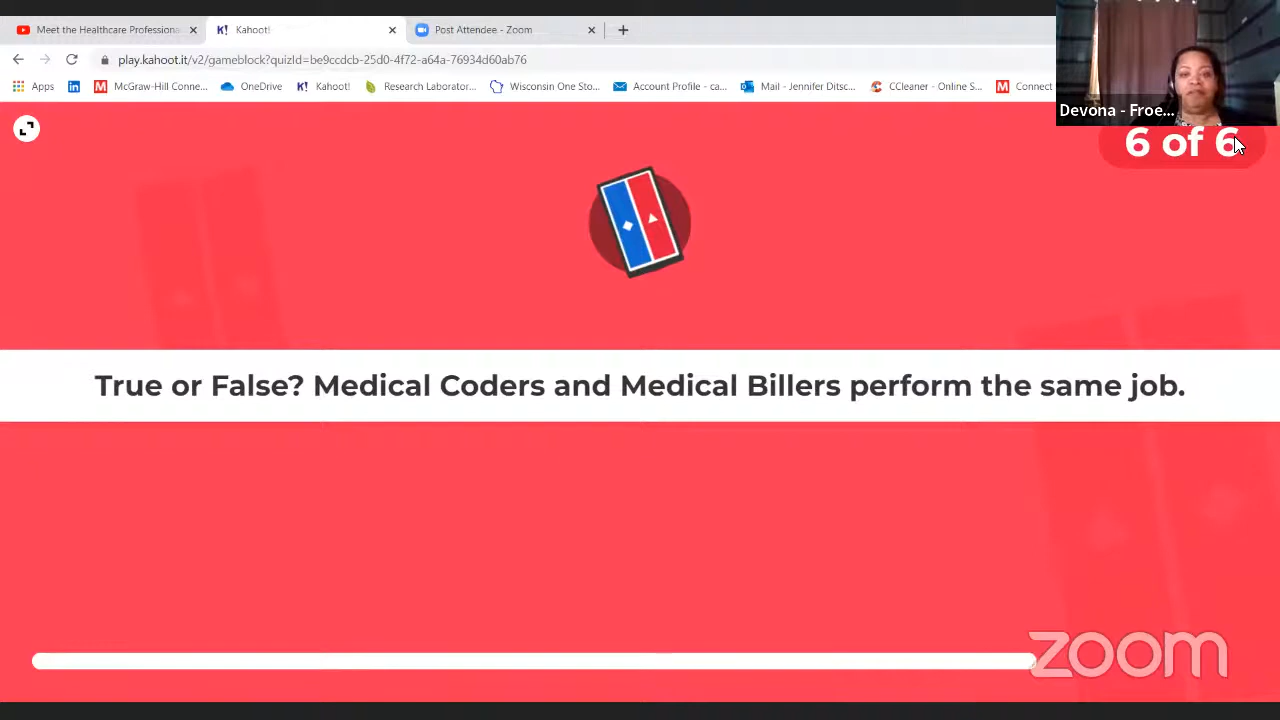 Meet the Healthcare Professiona
K! Kahoot!
Post Attendee - Zoom
play.kahoot.it/v2/gameblock?quizId=be9ccdcb-25d0-4f72-a64a-76934d60ab76
Apps
McGraw-Hill Conne...
OneDrive
K! Kahoot!
Research Laborator...
Wisconsin One Sto...
Account Profile - ca...
Mail - Jennifer Ditsc...
CCleaner - Online S...
Connect
Devona - Froe...
6 of 6
True or False? Medical Coders and Medical Billers perform the same job.
zoom